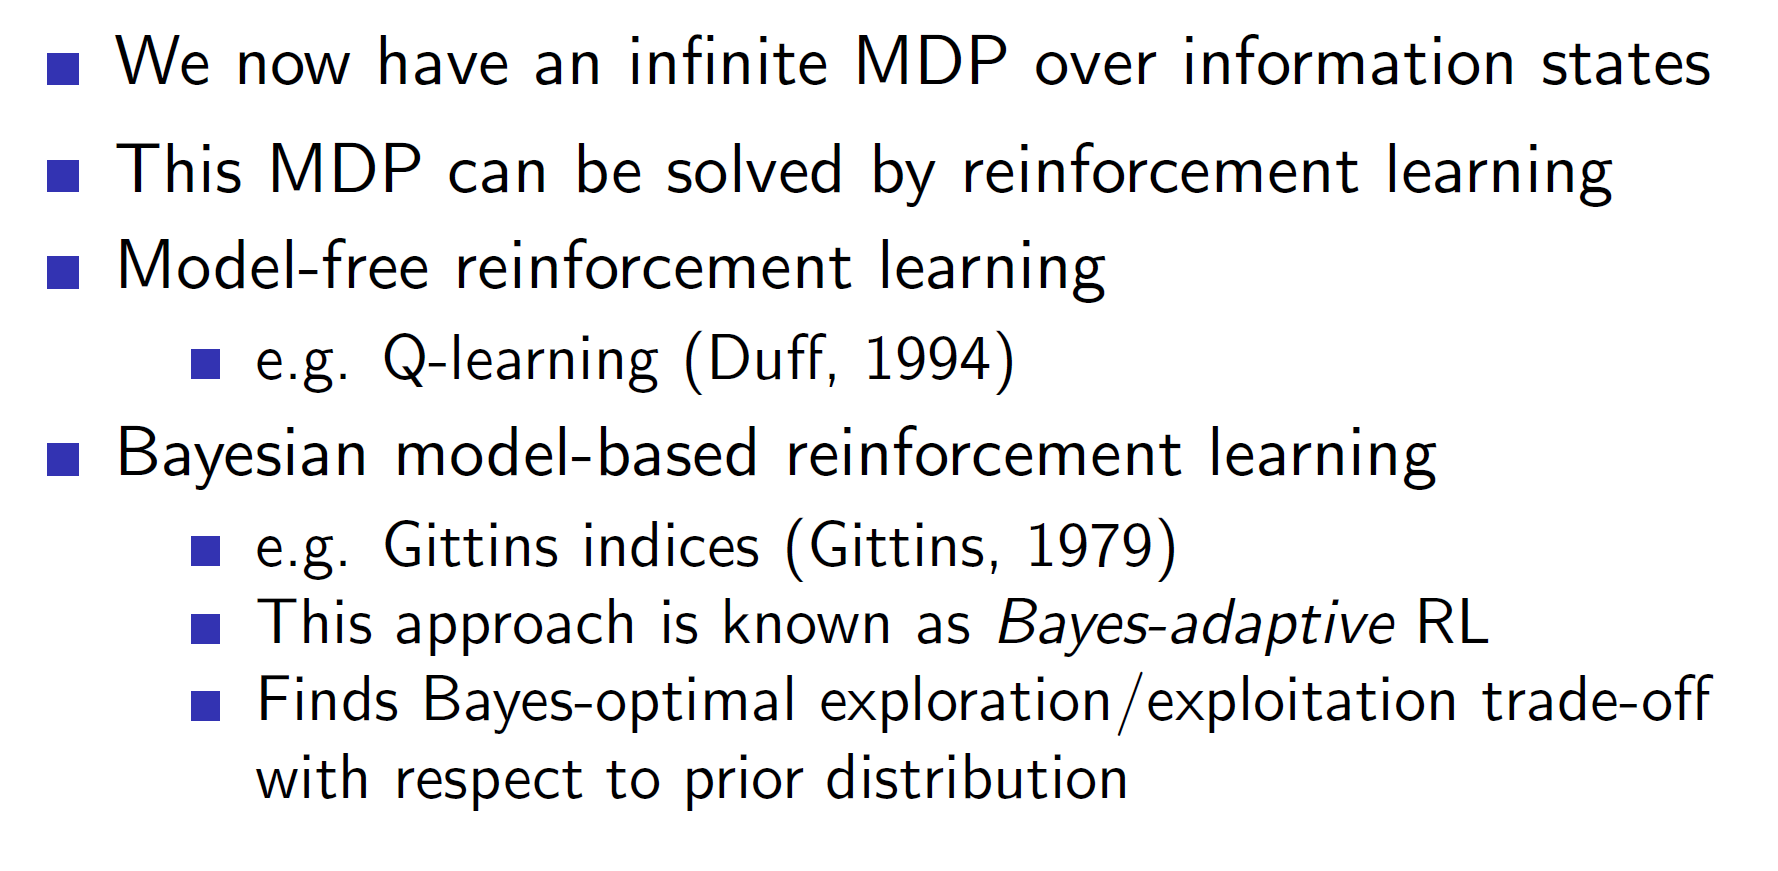 We now have an infinite MDP over information states
This MDP can be solved by reinforcement learning
Model-free reinforcement learning
e.g. Q-learning (Duff, 1994)
Bayesian model-based reinforcement learning
e.g. Gittins indices (Gittins, 1979)
This approach is known as Bayes-adaptive RL
Finds Bayes-optimal exploration/exploitation trade-off
with respect to prior distribution